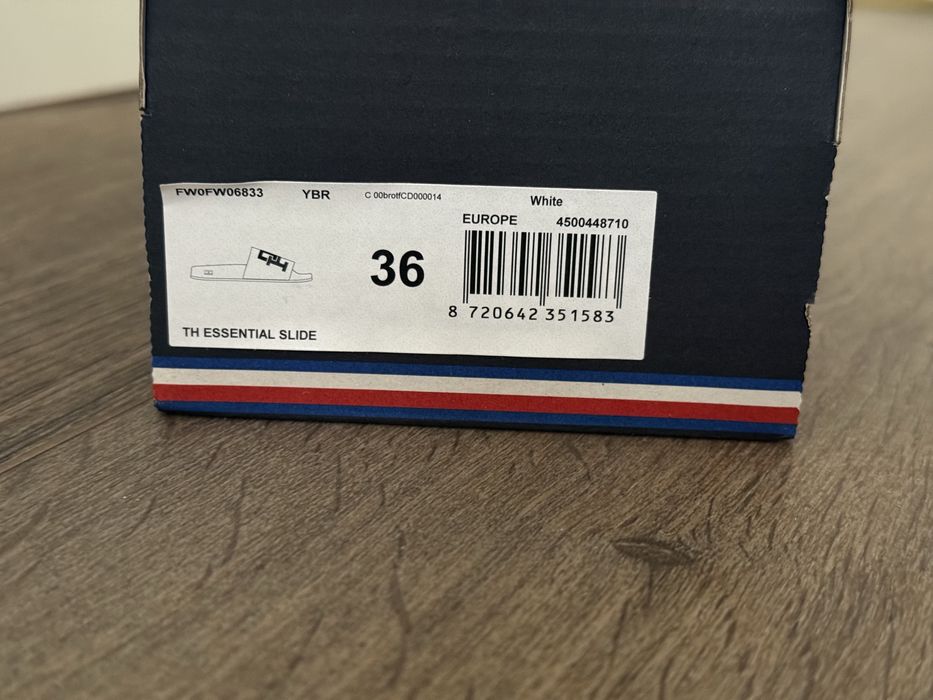 FW0FW06833 YBR C 00brotfCD000014 White
EUROPE 4500448710
36
8 720642 351583
TH ESSENTIAL SLIDE